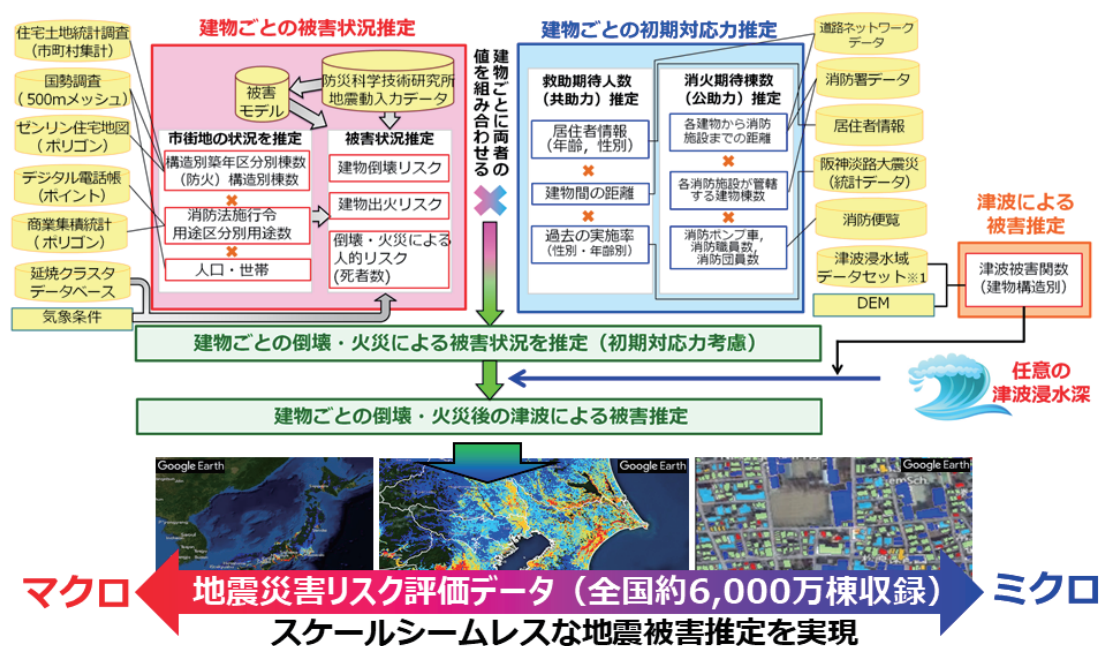 建物ごとの被害状況推定
住宅土地統計調査
(市町村集計)
国勢調査
(500mメッシュ)
ゼンリン住宅地図
(ポリゴン)
デジタル電話帳
(ポイント)
商業集積統計
(ポリゴン)
延焼クラスタ
データベース
気象条件
被害
モデル
防災科学技術研究所
地震動入力データ
市街地の状況を推定
構造別築年区分別棟数
(防火)構造別棟数
消防法施行令
用途区分別用途数
人口・世帯
被害状況推定
建物倒壊リスク
建物出火リスク
倒壊・火災による
人的リスク
(死者数)
建物ごとに両者の
値を組み合わせる
建物ごとの初期対応力推定
救助期待人数
(共助力)推定
居住者情報
(年齢,性別)
建物間の距離
過去の実施率
(性別・年齢別)
消火期待棟数
(公助力)推定
各建物から消防
施設までの距離
各消防施設が管轄
する建物棟数
消防ポンプ車,
消防職員数,
消防団員数
道路ネットワーク
データ
消防署データ
居住者情報
阪神淡路大震災
(統計データ)
消防便覧
津波浸水域
データセット※1
DEM
津波による
被害推定
津波被害関数
(建物構造別)
建物ごとの倒壊・火災による被害状況を推定(初期対応力考慮)
任意の
津波浸水深
建物ごとの倒壊・火災後の津波による被害推定
Google Earth
Google Earth
Google Earth
マクロ
地震災害リスク評価データ(全国約6,000万棟収録)
ミクロ
スケールシームレスな地震被害推定を実現